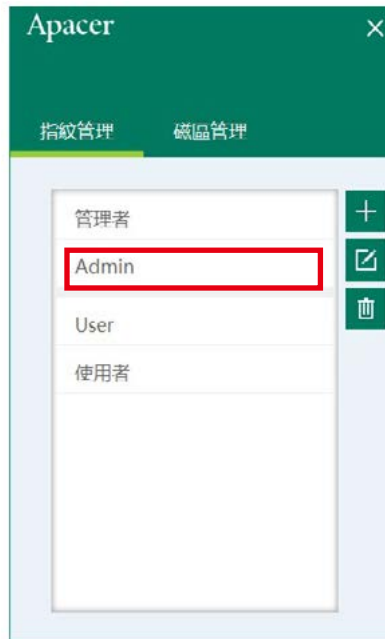 Apacer
指紋管理 磁區管理
管理者
Admin
User
使用者